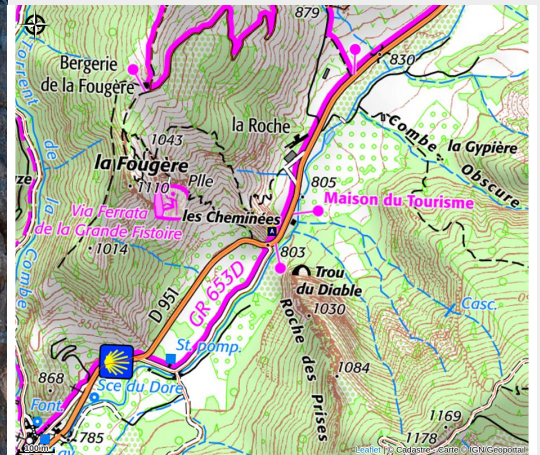 879
830
Bergerie
de la Fougère
Torrent
de
la
Combe
1043
la Roche
Combe
Obscure
la Gypière
la Fougère
1110
Plle
805
Maison du Tourisme
Via Ferrata
de la Grande Fistoire
les Cheminées
A
803
1014
Trou
du Diable
D 951
GR 653D
1030
Casc.
Roche des Prises
St. pomp.
1084
868
Sce du Dore
Font.
1169
785
1178
100 m
Leaflet | © Cadastre - Carte © IGN/Geoportail